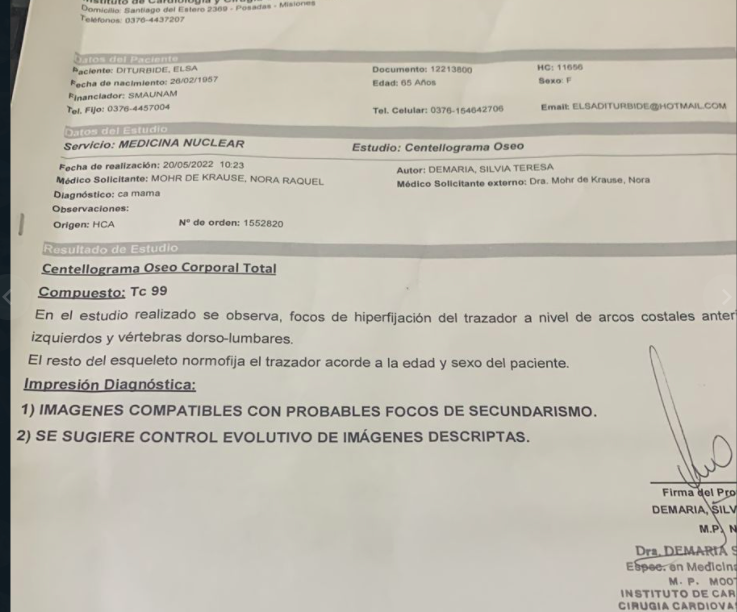 Instituto de Cardiología y Cirugía
Domicilio: Santiago del Estero 2369 - Posadas - Misiones
Telefonos: 0376-4437207
Datos del Paciente
Paciente: DITURBIDE, ELSA
Documento: 12213800
HC: 11656
Fecha de nacimiento: 26/02/1957
Edad: 65 Años
Sexo: F
Financiador: SMAUNAM
Tel. Fijo: 0376-4457004
Tel. Celular: 0376-154642706
Email: ELSADITURBIDE@HOTMAIL.COM
Datos del Estudio
Servicio: MEDICINA NUCLEAR
Estudio: Centellograma Oseo
Fecha de realización: 20/05/2022 10:23
Autor: DEMARIA, SILVIA TERESA
Médico Solicitante: MOHR DE KRAUSE, NORA RAQUEL
Médico Solicitante externo: Dra. Mohr de Krause, Nora
Diagnóstico: ca mama
Observaciones:
Origen: HCA
Nº de orden: 1552820
Resultado de Estudio
Centellograma Oseo Corporal Total
Compuesto: Tc 99
En el estudio realizado se observa, focos de hiperfijación del trazador a nivel de arcos costales anter
izquierdos y vértebras dorso-lumbares.
El resto del esqueleto normofija el trazador acorde a la edad y sexo del paciente.
Impresión Diagnóstica:
1) IMAGENES COMPATIBLES CON PROBABLES FOCOS DE SECUNDARISMO.
2) SE SUGIERE CONTROL EVOLUTIVO DE IMÁGENES DESCRIPTAS.
Firma del Pro
DEMARIA, SILV
M.P. N
Dra. DEMARIA S
Espec. en Medicina
M. P. MOOT
INSTITUTO DE CAR
CIRUGIA CARDIOVA